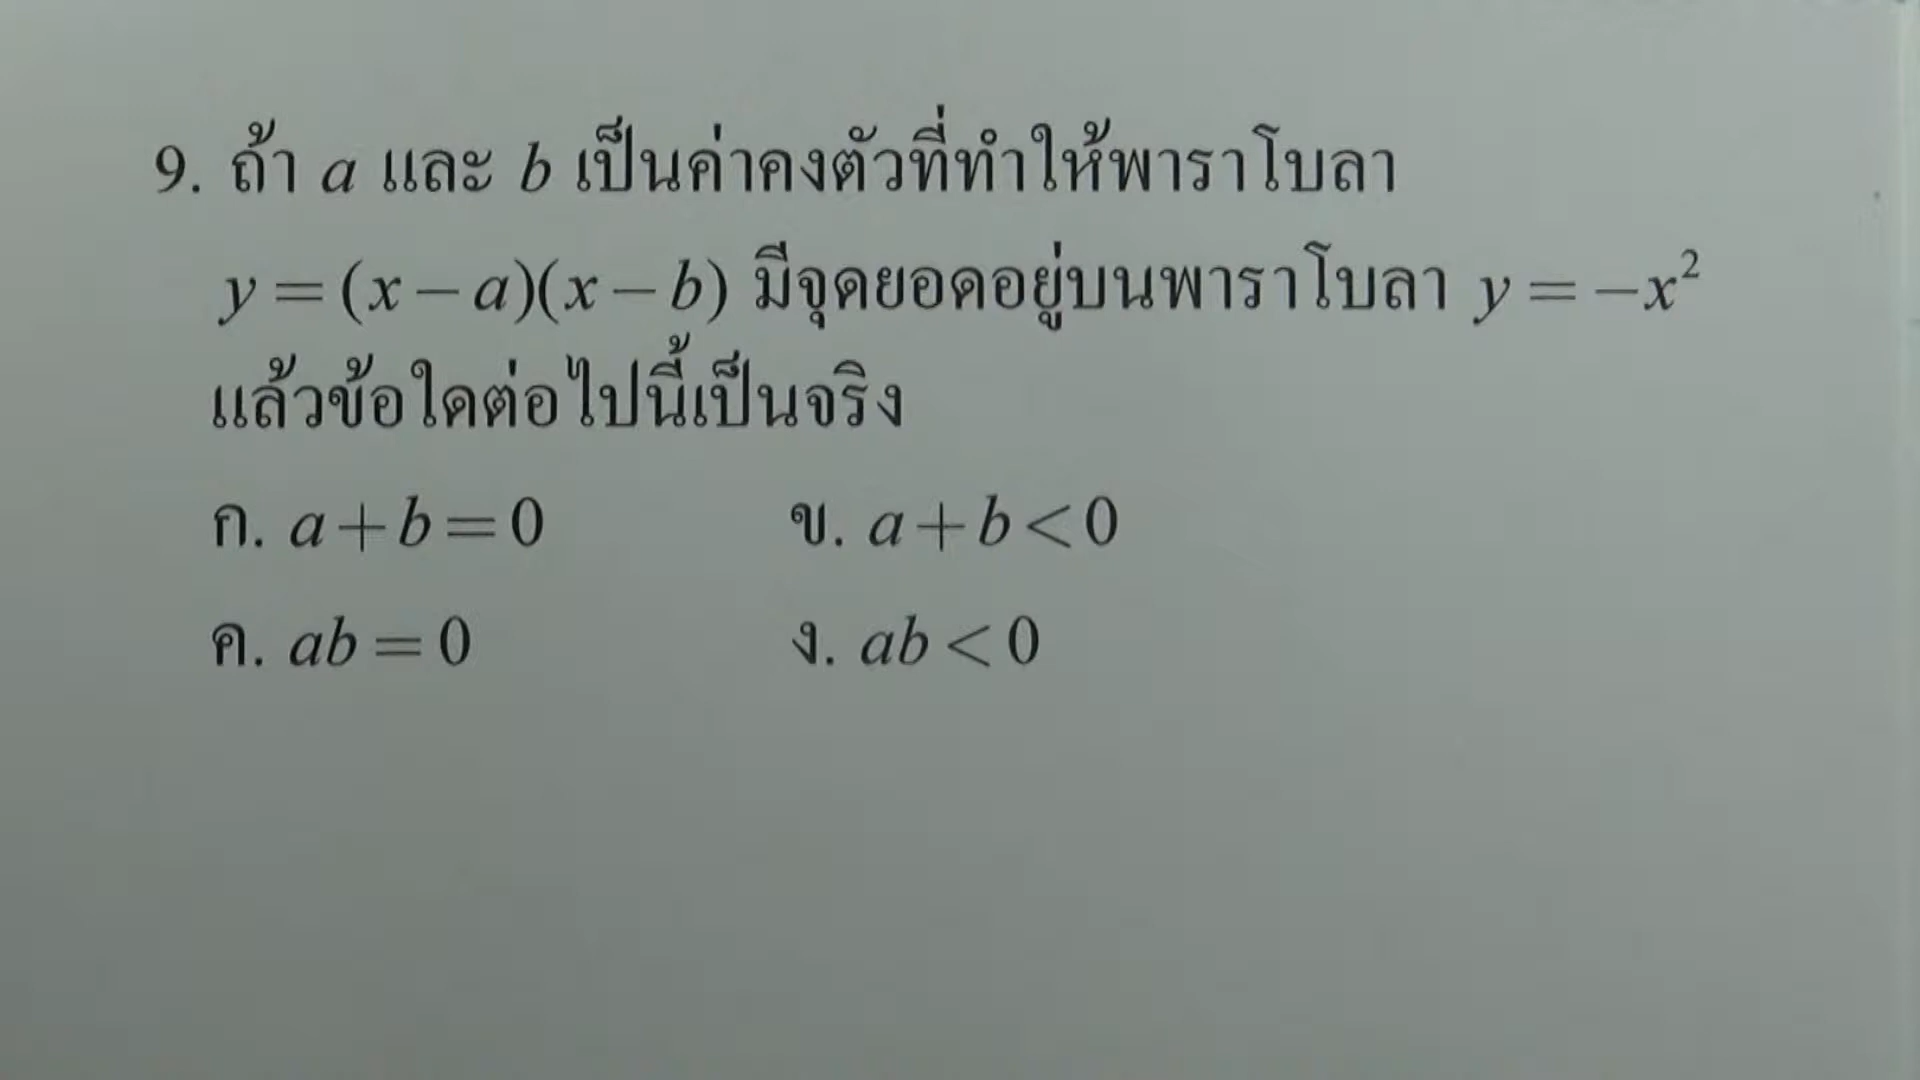 9. ถ้า a และ b เป็นค่าคงตัวที่ทำให้พาราโบลา
y = (x − a)(x − b) มีจุดยอดอยู่บนพาราโบลา y = −x²
แล้วข้อใดต่อไปนี้เป็นจริง
ก. a + b = 0 ข. a + b < 0
ค. ab = 0 ง. ab < 0